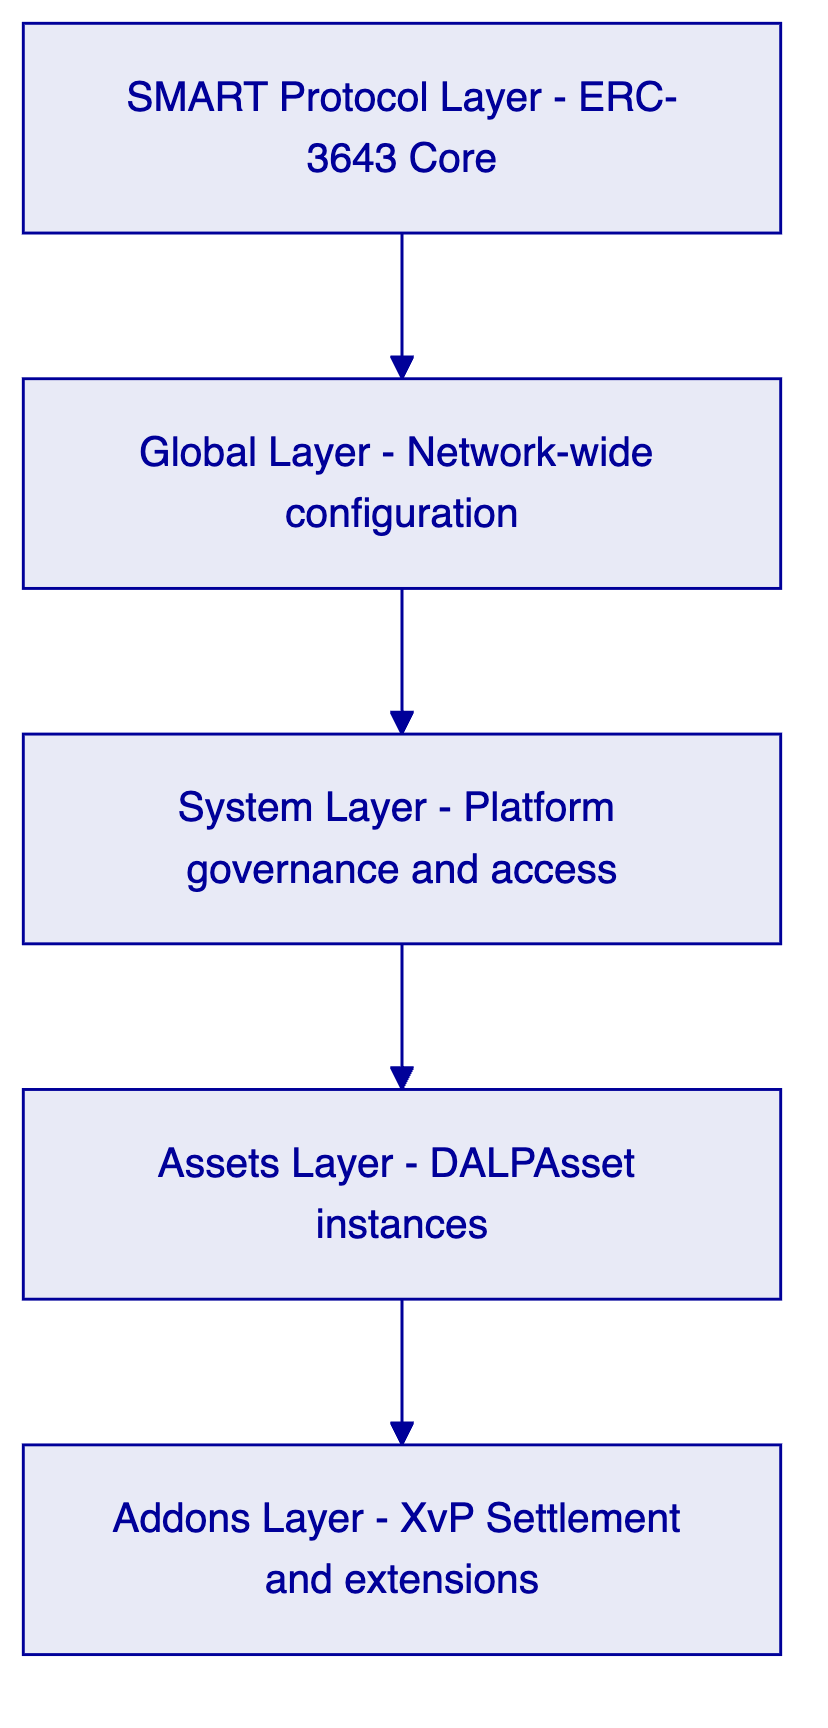 SMART Protocol Layer - ERC-
3643 Core
Global Layer - Network-wide
configuration
System Layer - Platform
governance and access
Assets Layer - DALPAsset
instances
Addons Layer - XvP Settlement
and extensions